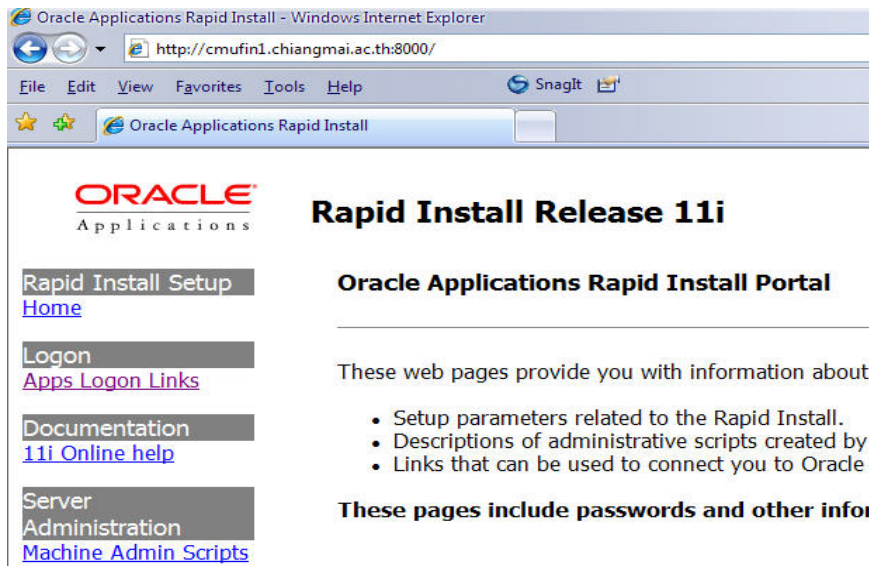 Oracle Applications Rapid Install - Windows Internet Explorer
http://cmufin1.chiangmai.ac.th:8000/
File Edit View Favorites Tools Help SnagIt
Oracle Applications Rapid Install
ORACLE
Applications
Rapid Install Release 11i
Rapid Install Setup
Home
Logon
Apps Logon Links
Documentation
11i Online help
Server
Administration
Machine Admin Scripts
Oracle Applications Rapid Install Portal
These web pages provide you with information about
• Setup parameters related to the Rapid Install.
• Descriptions of administrative scripts created by
• Links that can be used to connect you to Oracle
These pages include passwords and other